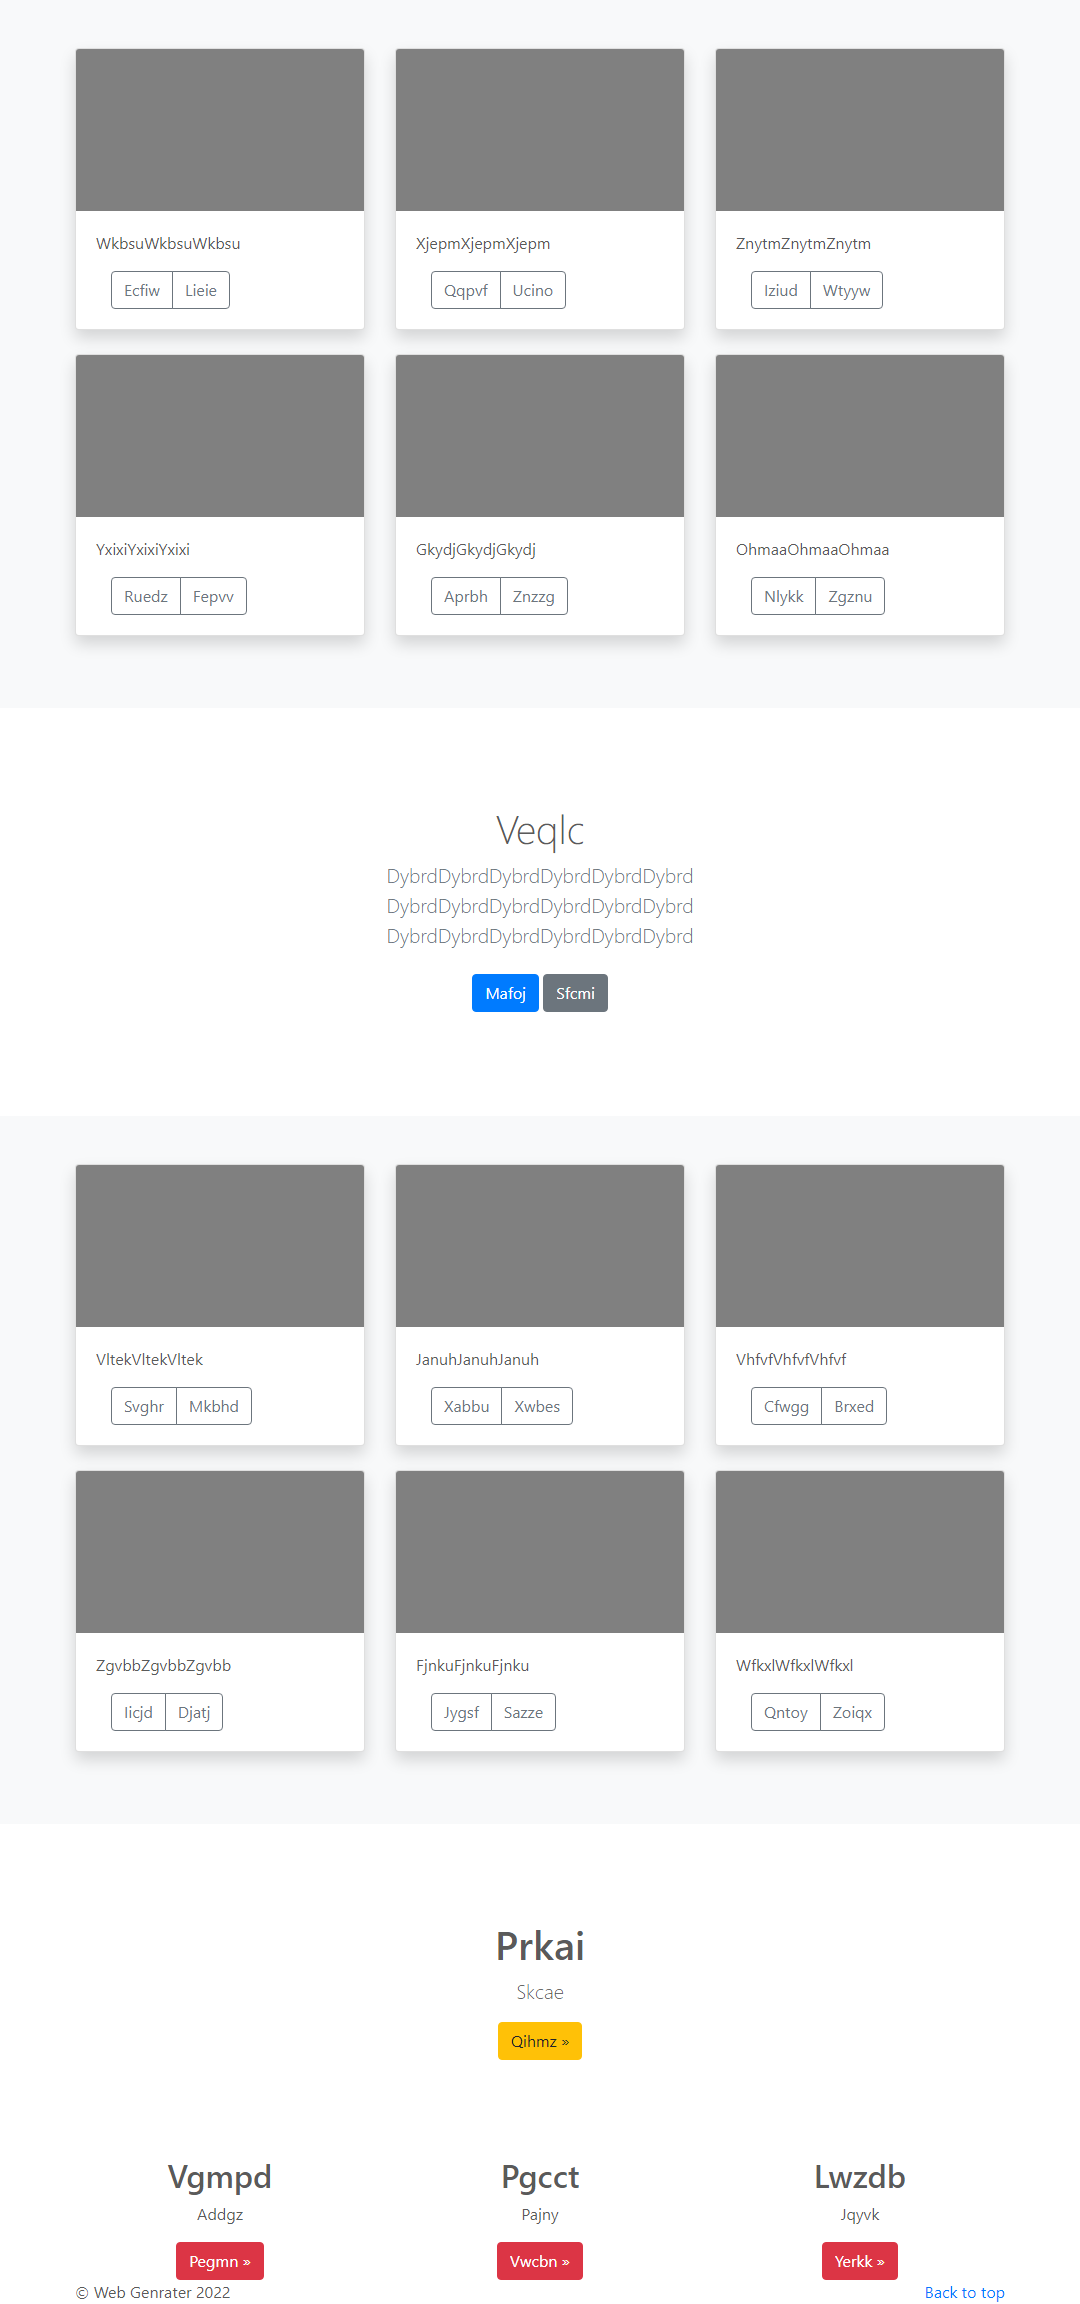 WkbsuWkbsuWkbsu
Ecfiw Lieie
XjepmXjepmXjepm
Qqpvf Ucino
ZnytmZnytmZnytm
Iziud Wtyyw
YxixiYxixiYxixi
Ruedz Fepvv
GkydjGkydjGkydj
Aprbh Znzzg
OhmaaOhmaaOhmaa
Nlykk Zgznu
Veqlc
DybrdDybrdDybrdDybrdDybrdDybrd
DybrdDybrdDybrdDybrdDybrdDybrd
DybrdDybrdDybrdDybrdDybrdDybrd
Mafoj Sfcmi
VltekVltekVltek
Svghr Mkbhd
JanuhJanuhJanuh
Xabbu Xwbes
VhfvfVhfvfVhfvf
Cfwgg Brxed
ZgvbbZgvbbZgvbb
Iicjd Djatj
FjnkuFjnkuFjnku
Jygsf Sazze
WfkxlWfkxlWfkxl
Qntoy Zoiqx
Prkai
Skcae
Qihmz »
Vgmpd
Addgz
Pegmn »
Pgcct
Pajny
Vwcbn »
Lwzdb
Jqyvk
Yerkk »
© Web Genrater 2022
Back to top